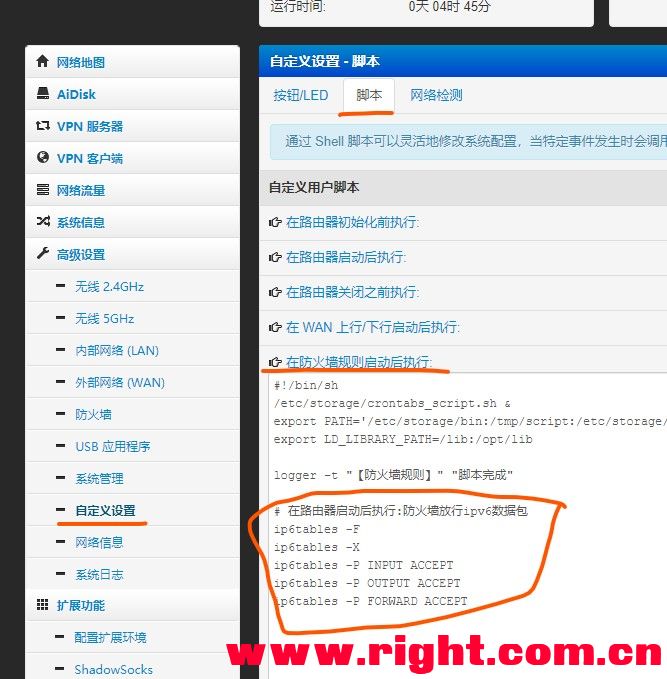 运行时间:
0天 04时 45分
网络地图
AiDisk
VPN 服务器
VPN 客户端
网络流量
系统信息
高级设置
无线 2.4GHz
无线 5GHz
内部网络 (LAN)
外部网络 (WAN)
防火墙
USB 应用程序
系统管理
自定义设置
网络信息
系统日志
扩展功能
配置扩展环境
ShadowSocks
自定义设置 - 脚本
按钮/LED
脚本
网络检测
通过 Shell 脚本可以灵活地修改系统配置，当特定事件发生时会调用
自定义用户脚本
在路由器初始化前执行:
在路由器启动后执行:
在路由器关闭之前执行:
在 WAN 上行/下行启动后执行:
在防火墙规则启动后执行:
#!/bin/sh
/etc/storage/crontabs_script.sh &
export PATH='/etc/storage/bin:/tmp/script:/etc/storage/
export LD_LIBRARY_PATH=/lib:/opt/lib
logger -t "【防火墙规则】" "脚本完成"
# 在路由器启动后执行:防火墙放行ipv6数据包
ip6tables -F
ip6tables -X
ip6tables -P INPUT ACCEPT
ip6tables -P OUTPUT ACCEPT
ip6tables -P FORWARD ACCEPT
www.right.com.cn